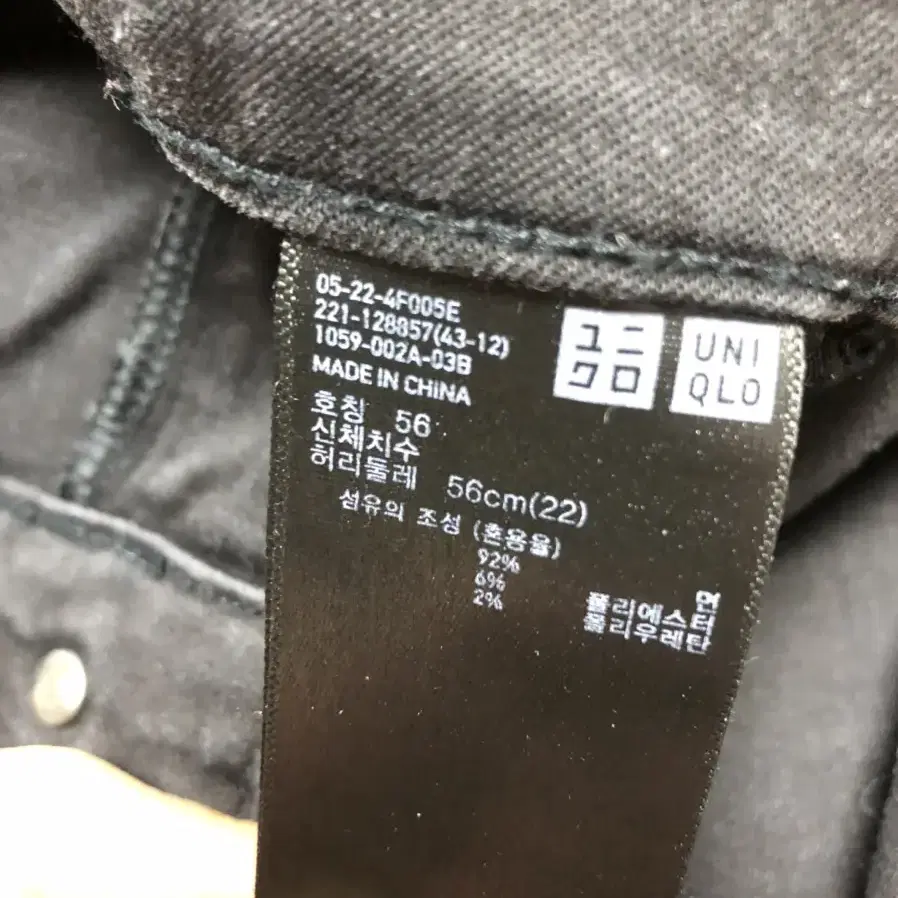 05-22-4F005E
221-128857(43-12)
1059-002A-03B
MADE IN CHINA
ユニ
クロ
UNI
QLO
호칭 56
신체치수
허리둘레 56cm(22)
섬유의 조성 (혼용율)
92% 면
6% 폴리에스터
2% 폴리우레탄